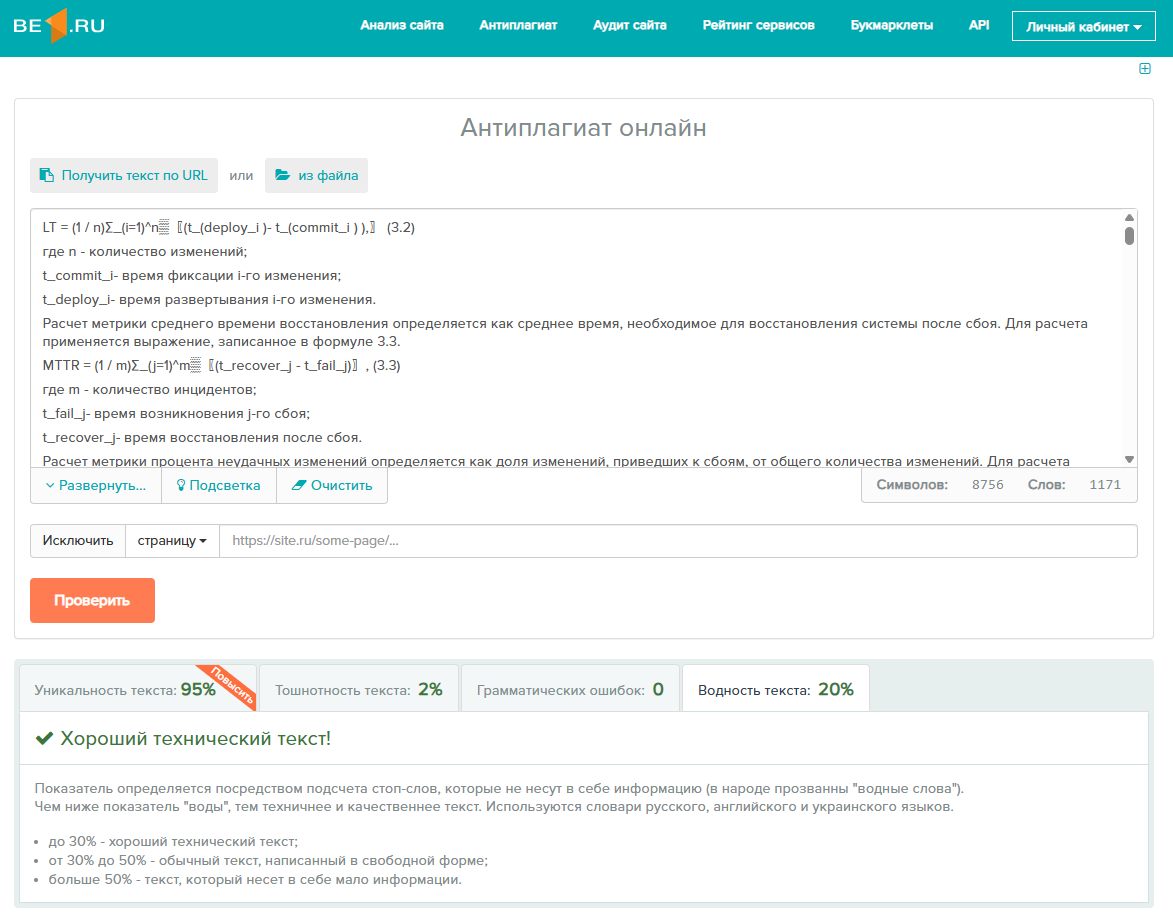 BE1.RU
Анализ сайта Антиплагиат Аудит сайта Рейтинг сервисов Букмарклеты API Личный кабинет
Антиплагиат онлайн
Получить текст по URL или из файла
LT = (1 / n)∑_(i=1)^n▒〖(t_(deploy_i )- t_(commit_i ) ),〗 (3.2)
где n - количество изменений;
t_commit_i- время фиксации i-го изменения;
t_deploy_i- время развертывания i-го изменения.
Расчет метрики среднего времени восстановления определяется как среднее время, необходимое для восстановления системы после сбоя. Для расчета
применяется выражение, записанное в формуле 3.3.
MTTR = (1 / m)∑_(j=1)^m▒〖(t_recover_j - t_fail_j)〗, (3.3)
где m - количество инцидентов;
t_fail_j- время возникновения j-го сбоя;
t_recover_j- время восстановления после сбоя.
Расчет метрики процента неудачных изменений определяется как доля изменений, приведших к сбоям, от общего количества изменений. Для расчета
Развернуть... Подсветка Очистить Символов: 8756 Слов: 1171
Исключить страницу https://site.ru/some-page/...
Проверить
Уникальность текста: 95% Повысить Тошнотность текста: 2% Грамматических ошибок: 0 Водность текста: 20%
Хороший технический текст!
Показатель определяется посредством подсчета стоп-слов, которые не несут в себе информацию (в народе прозванны "водные слова").
Чем ниже показатель "воды", тем техничнее и качественнее текст. Используются словари русского, английского и украинского языков.
• до 30% - хороший технический текст;
• от 30% до 50% - обычный текст, написанный в свободной форме;
• больше 50% - текст, который несет в себе мало информации.